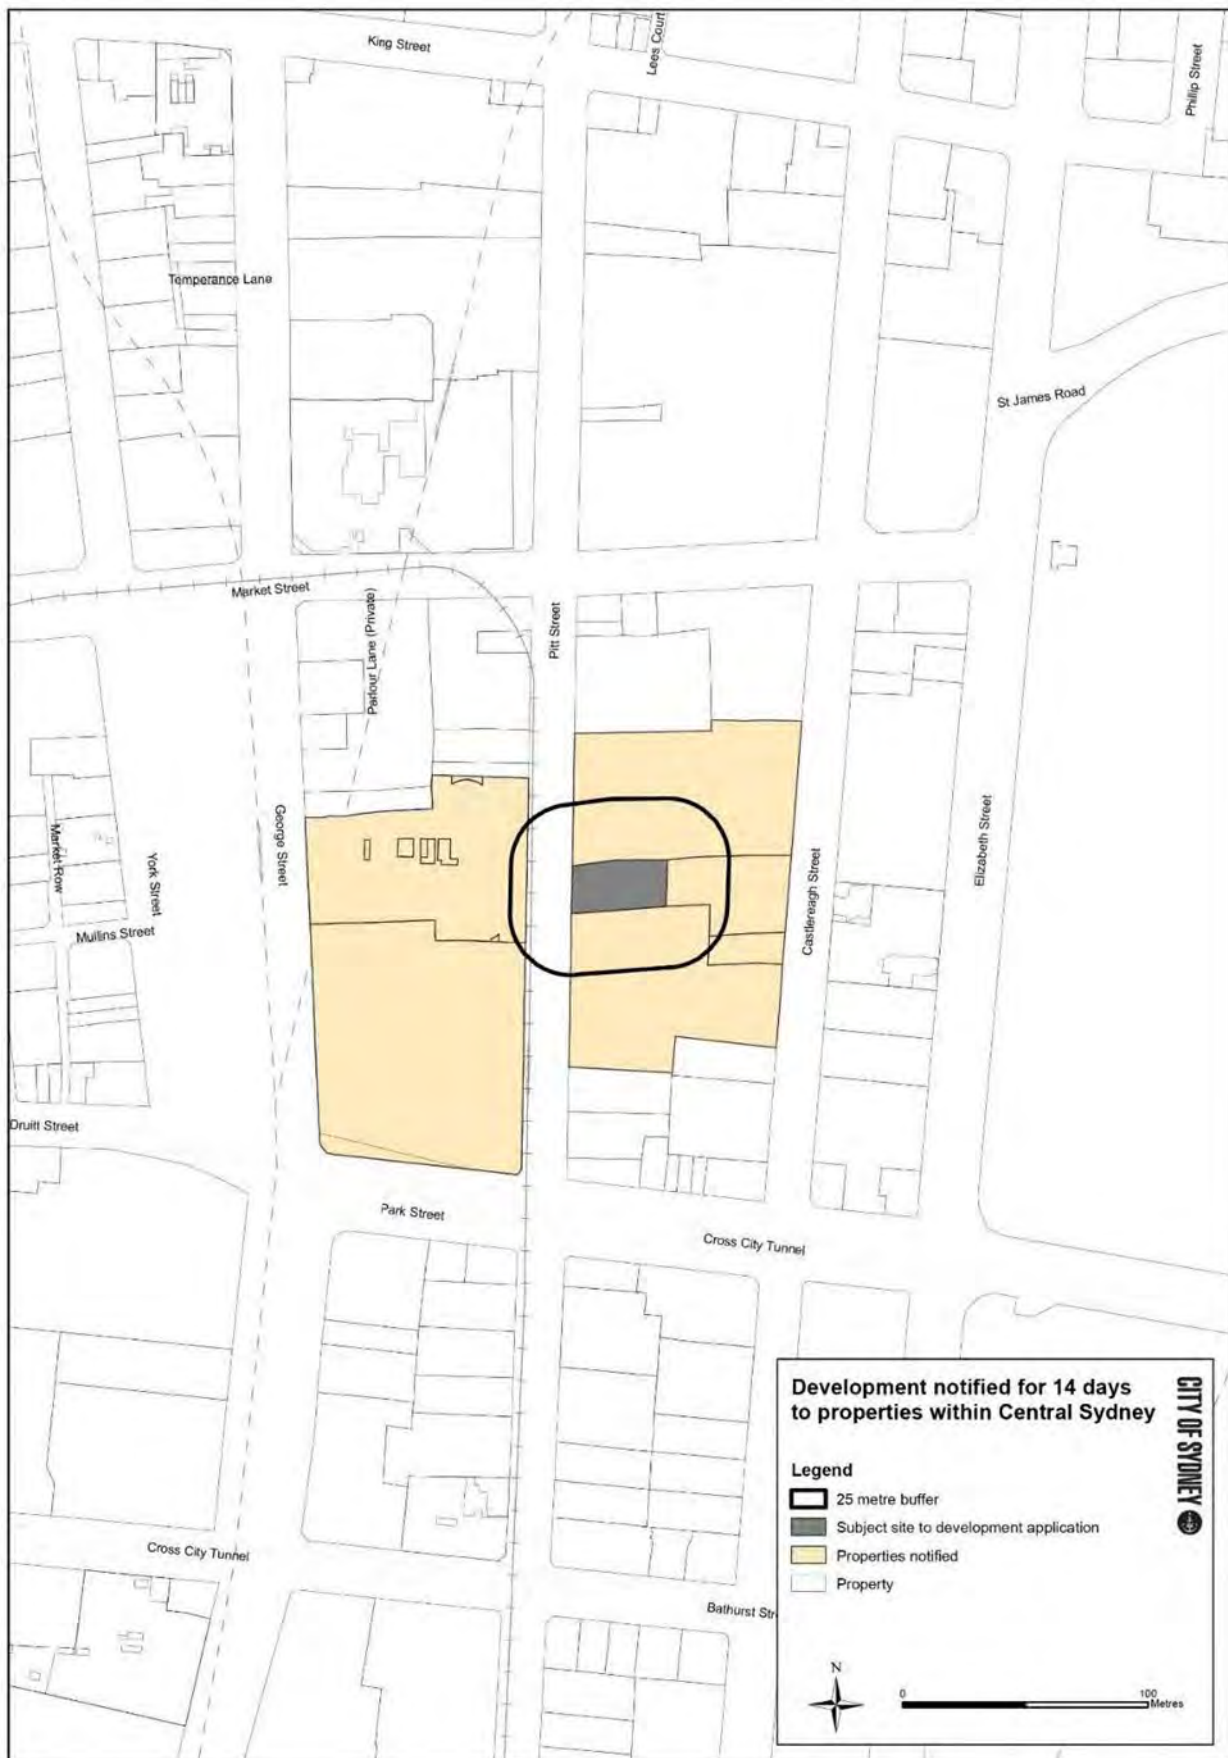 King Street
Lees Court
Phillip Street
Temperance Lane
St James Road
Market Street
Parlour Lane (Private)
Pitt Street
George Street
Market Row
York Street
Castlereagh Street
Elizabeth Street
Mullins Street
Druitt Street
Park Street
Cross City Tunnel
Cross City Tunnel
Bathurst Str
Development notified for 14 days
to properties within Central Sydney
CITY OF SYDNEY
Legend
25 metre buffer
Subject site to development application
Properties notified
Property
N
0 100
Metres